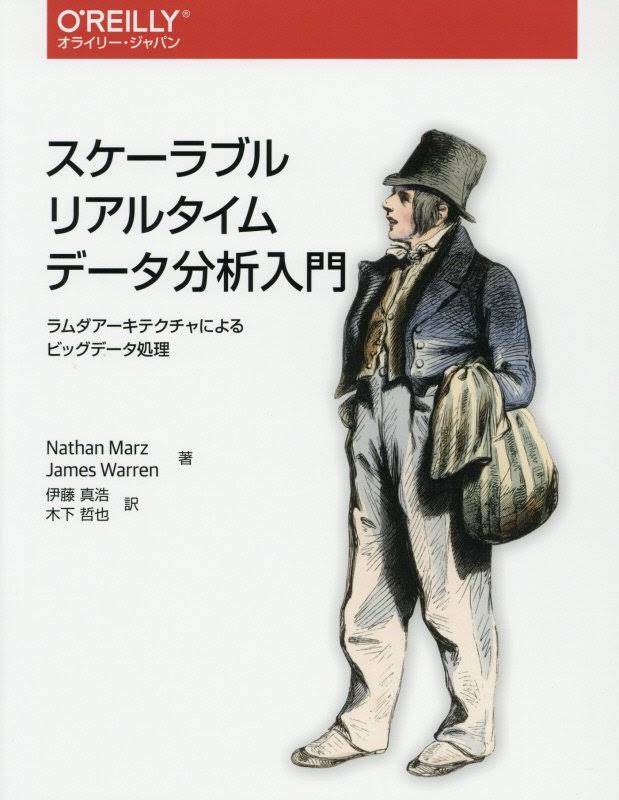 O'REILLY®
オライリー・ジャパン
スケーラブル
リアルタイム
データ分析入門
ラムダアーキテクチャによる
ビッグデータ処理
Nathan Marz
James Warren 著
伊藤 真浩
木下 哲也 訳